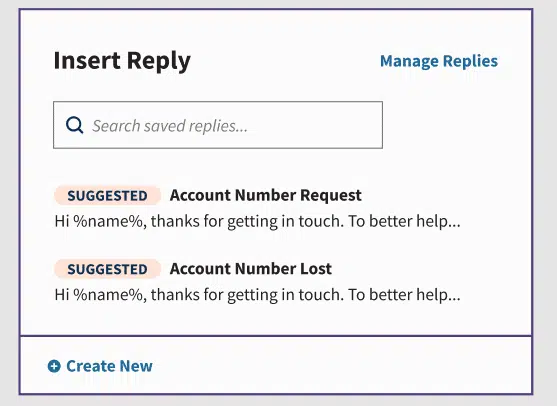 Insert Reply
Manage Replies
Search saved replies...
SUGGESTED Account Number Request
Hi %name%, thanks for getting in touch. To better help...
SUGGESTED Account Number Lost
Hi %name%, thanks for getting in touch. To better help...
Create New